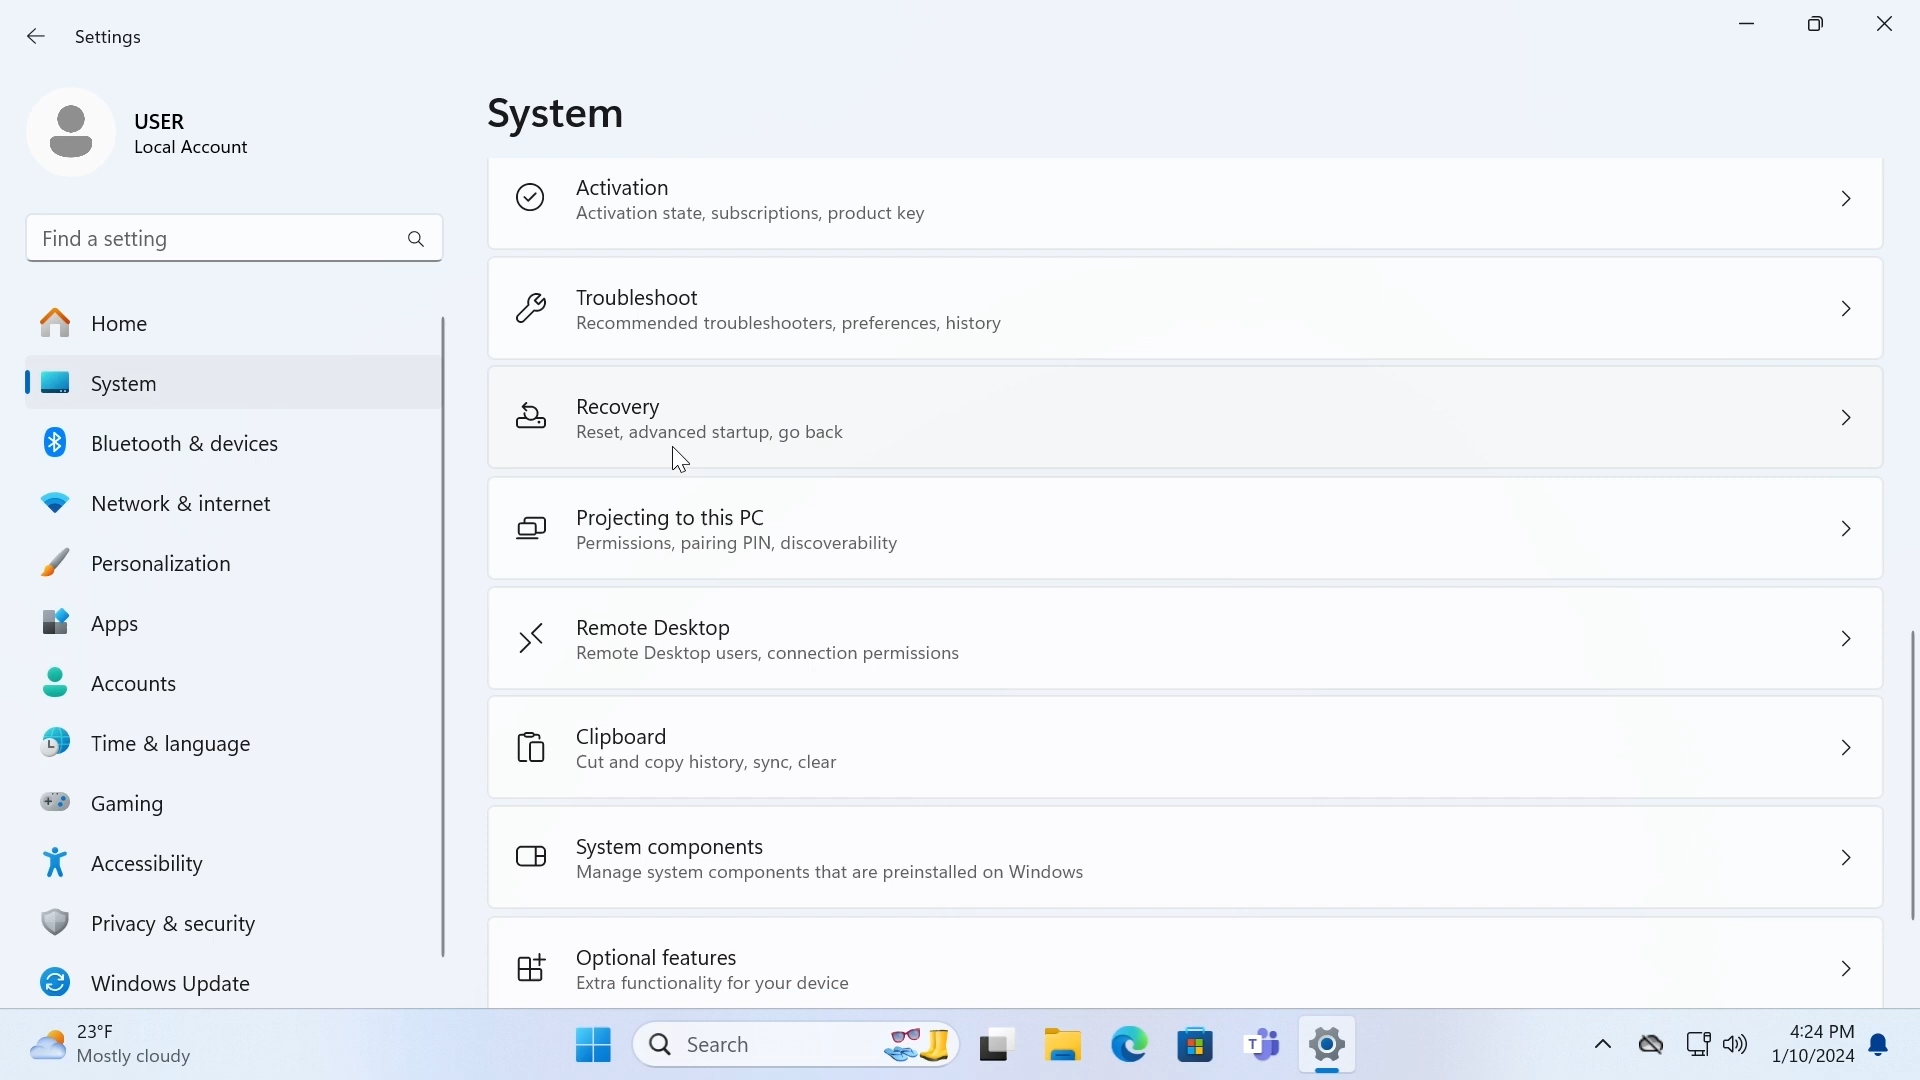 Settings
USER
Local Account
Find a setting
Home
System
Bluetooth & devices
Network & internet
Personalization
Apps
Accounts
Time & language
Gaming
Accessibility
Privacy & security
Windows Update
System
Activation
Activation state, subscriptions, product key
Troubleshoot
Recommended troubleshooters, preferences, history
Recovery
Reset, advanced startup, go back
Projecting to this PC
Permissions, pairing PIN, discoverability
Remote Desktop
Remote Desktop users, connection permissions
Clipboard
Cut and copy history, sync, clear
System components
Manage system components that are preinstalled on Windows
Optional features
Extra functionality for your device
23°F
Mostly cloudy
Search
T
4:24 PM
1/10/2024